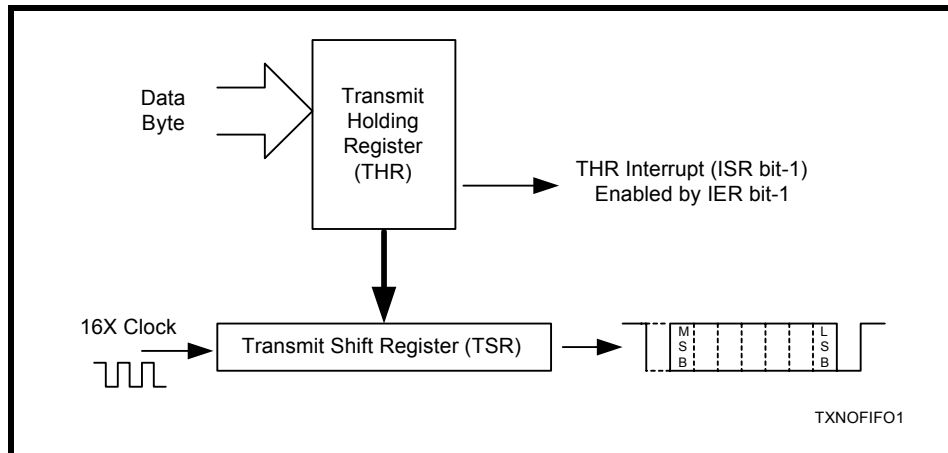 Data
Byte
Transmit
Holding
Register
(THR)
THR Interrupt (ISR bit-1)
Enabled by IER bit-1
16X Clock
Transmit Shift Register (TSR)
M
S
B
L
S
B
TXNOFIFO1